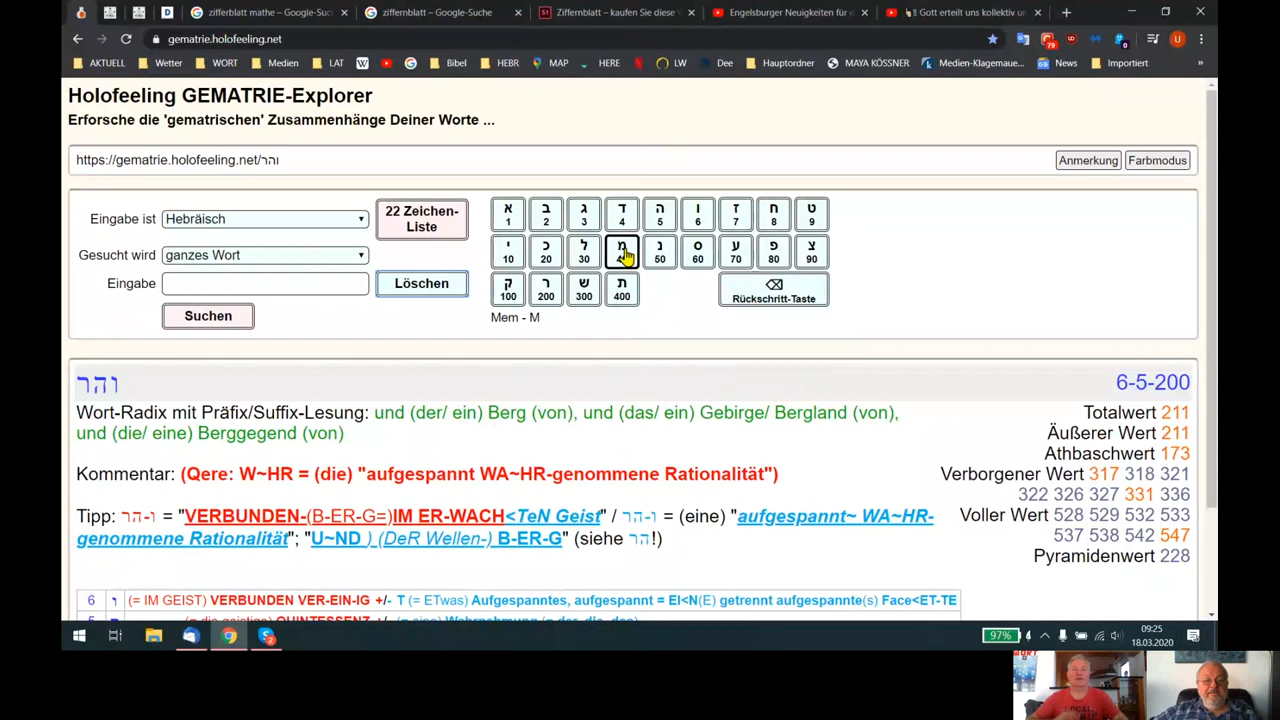 zifferblatt mathe – Google-Suc
ziffernblatt – Google-Suche
Ziffernblatt – kaufen Sie diese V
Engelsburger Neuigkeiten für e
Gott erteilt uns kollektiv un
gematrie.holofeeling.net
AKTUELL Wetter WORT Medien LAT Bibel HEBR MAP HERE LW Dee Hauptordner MAYA KÖSSNER Medien-Klagemaue... News Importiert »
Holofeeling GEMATRIE-Explorer
Erforsche die 'gematrischen' Zusammenhänge Deiner Worte ...
https://gematrie.holofeeling.net/והר
Anmerkung Farbmodus
Eingabe ist Hebräisch
22 Zeichen-
Liste
Gesucht wird ganzes Wort
Eingabe Löschen
Suchen
א ב ג ד ה ו ז ח ט
1 2 3 4 5 6 7 8 9
י כ ל מ נ ס ע פ צ
10 20 30 4 50 60 70 80 90
ק ר ש ת
100 200 300 400
Rückschritt-Taste
Mem - M
והר 6-5-200
Wort-Radix mit Präfix/Suffix-Lesung: und (der/ ein) Berg (von), und (das/ ein) Gebirge/ Bergland (von),
und (die/ eine) Berggegend (von)
Kommentar: (Qere: W~HR = (die) "aufgespannt WA~HR-genommene Rationalität")
Tipp: ו-הר = "VERBUNDEN-(B-ER-G=)IM ER-WACH<TeN Geist" / ו-הר = (eine) "aufgespannt~ WA~HR-
genommene Rationalität"; "U~ND ) (DeR Wellen-) B-ER-G" (siehe הר!)
Totalwert 211
Äußerer Wert 211
Athbaschwert 173
Verborgener Wert 317 318 321
322 326 327 331 336
Voller Wert 528 529 532 533
537 538 542 547
Pyramidenwert 228
6 ו (= IM GEIST) VERBUNDEN VER-EIN-IG +/- T (= ETwas) Aufgespanntes, aufgespannt = EI<N(E) getrennt aufgespannte(s) Face<ET-TE
97%
09:25
18.03.2020